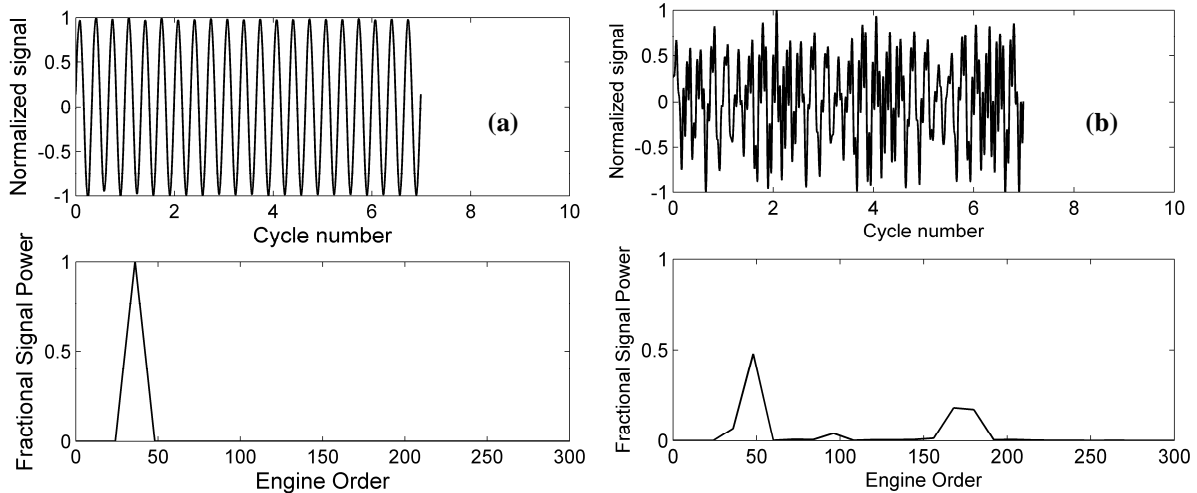 Normalized signal
1
0.5
0
-0.5
-1
0 2 4 6 8 10
Cycle number
(a)
Fractional Signal Power
1
0.5
0
0 50 100 150 200 250 300
Engine Order
Normalized signal
1
0.5
0
-0.5
-1
0 2 4 6 8 10
Cycle number
(b)
Fractional Signal Power
1
0.5
0
0 50 100 150 200 250 300
Engine Order